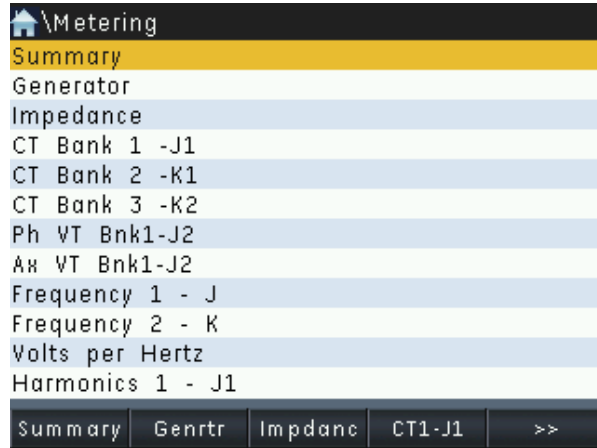 \Metering
Summary
Generator
Impedance
CT Bank 1 -J1
CT Bank 2 -K1
CT Bank 3 -K2
Ph VT Bnk1-J2
Ax VT Bnk1-J2
Frequency 1 - J
Frequency 2 - K
Volts per Hertz
Harmonics 1 - J1
Summary Genrtr Impdanc CT1-J1 >>